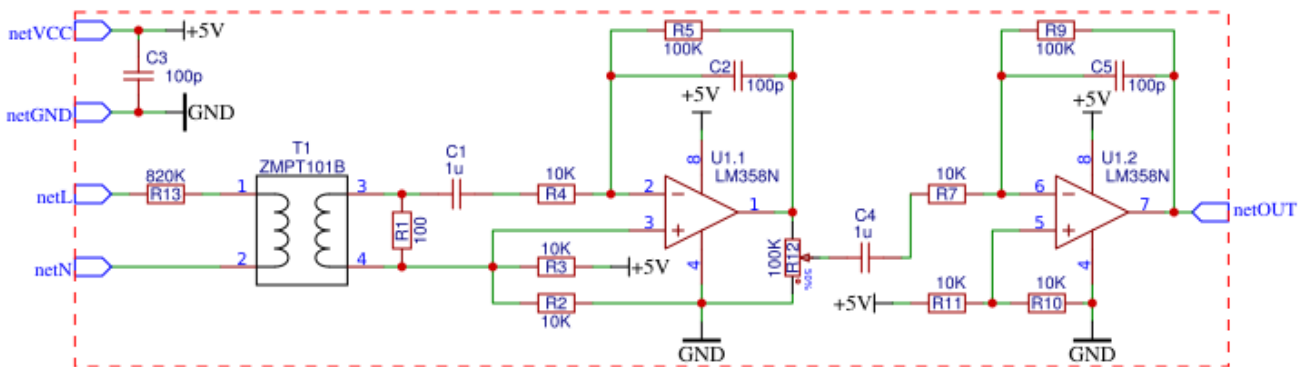 netVCC
+5V
C3
100p
netGND
GND
T1
ZMPT101B
netL
820K
R13
1
2
3
4
netN
R1
100
C1
1u
10K
R4
R5
100K
C2
100p
+5V
8
U1.1
LM358N
2
3
1
4
10K
R3
+5V
R2
10K
GND
100K
R12
50%
C4
1u
10K
R7
R9
100K
C5
100p
+5V
8
U1.2
LM358N
6
5
7
4
netOUT
+5V
10K
R11
10K
R10
GND